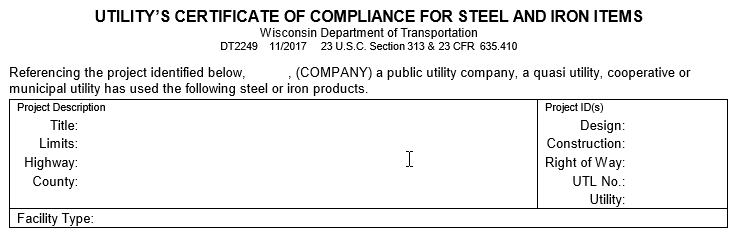 UTILITY'S CERTIFICATE OF COMPLIANCE FOR STEEL AND IRON ITEMS
Wisconsin Department of Transportation
DT2249 11/2017 23 U.S.C. Section 313 & 23 CFR 635.410
Referencing the project identified below, , (COMPANY) a public utility company, a quasi utility, cooperative or
municipal utility has used the following steel or iron products.
Project Description
Title:
Limits:
Highway:
County:
Project ID(s)
Design:
Construction:
Right of Way:
UTL No.:
Utility:
Facility Type: